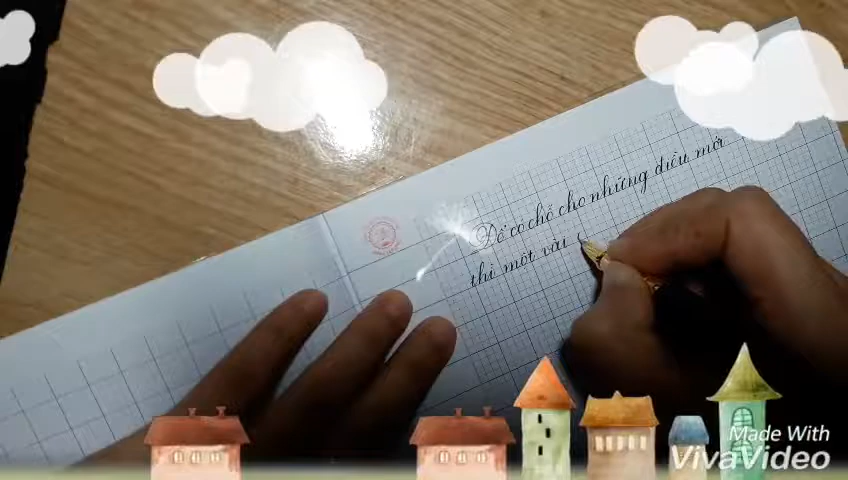 Để có chỗ cho những điều mới
thì một vài
Made With
VivaVideo